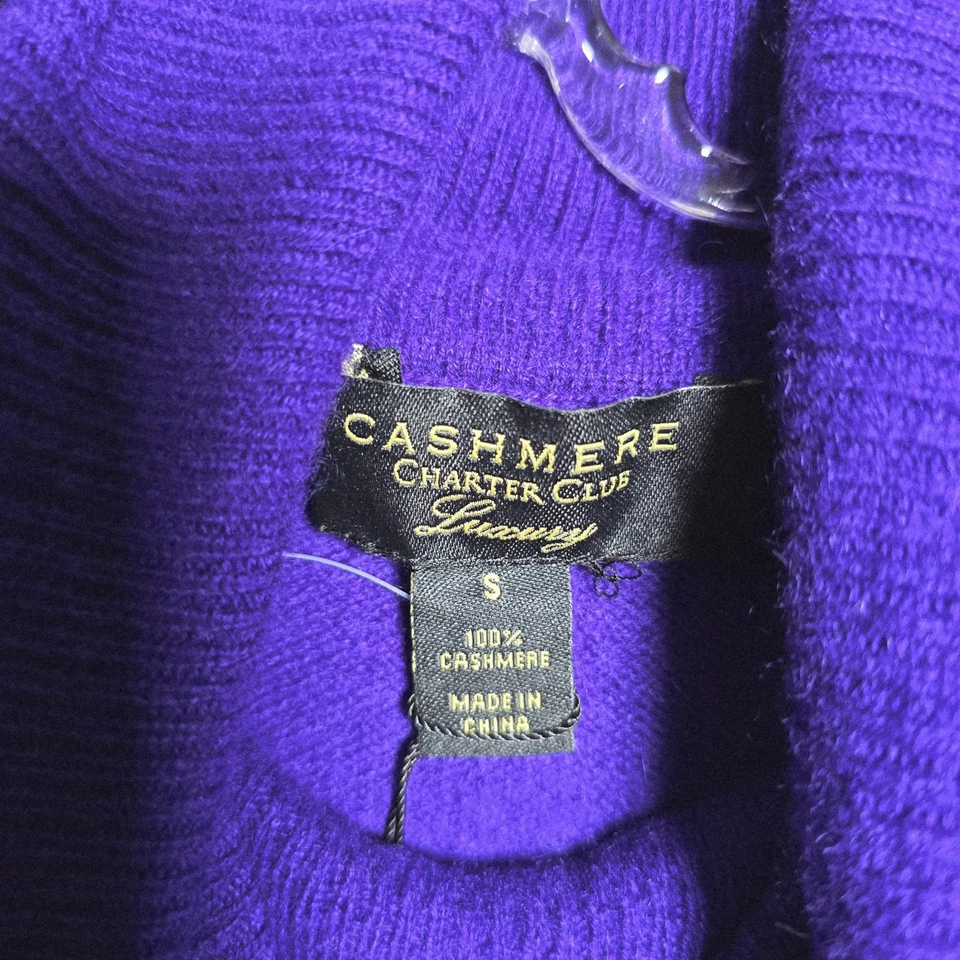 CASHMERE
CHARTER CLUB
Luxury
S
100%
CASHMERE
MADE IN
CHINA